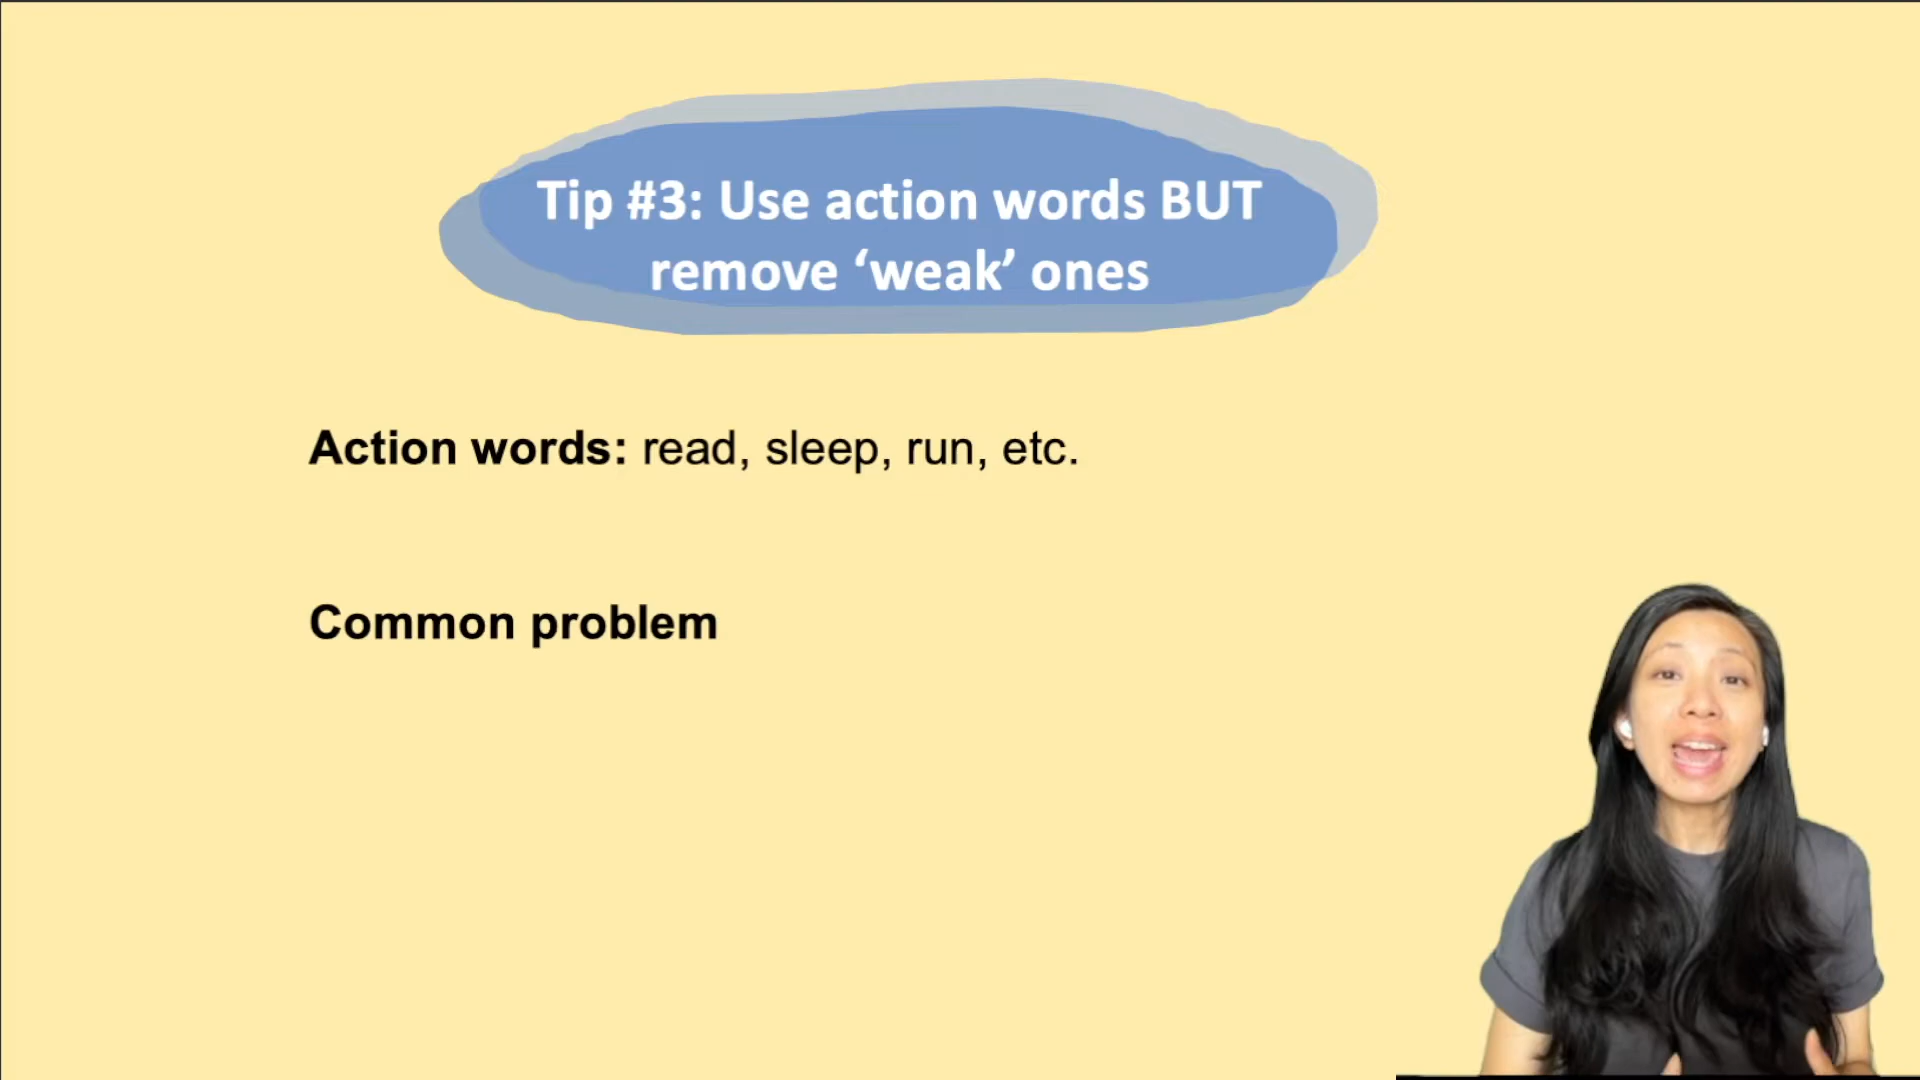 Tip #3: Use action words BUT
remove ‘weak’ ones
Action words: read, sleep, run, etc.
Common problem